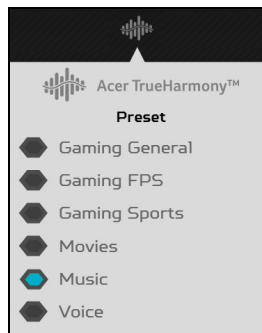 Acer TrueHarmony™
Preset
Gaming General
Gaming FPS
Gaming Sports
Movies
Music
Voice